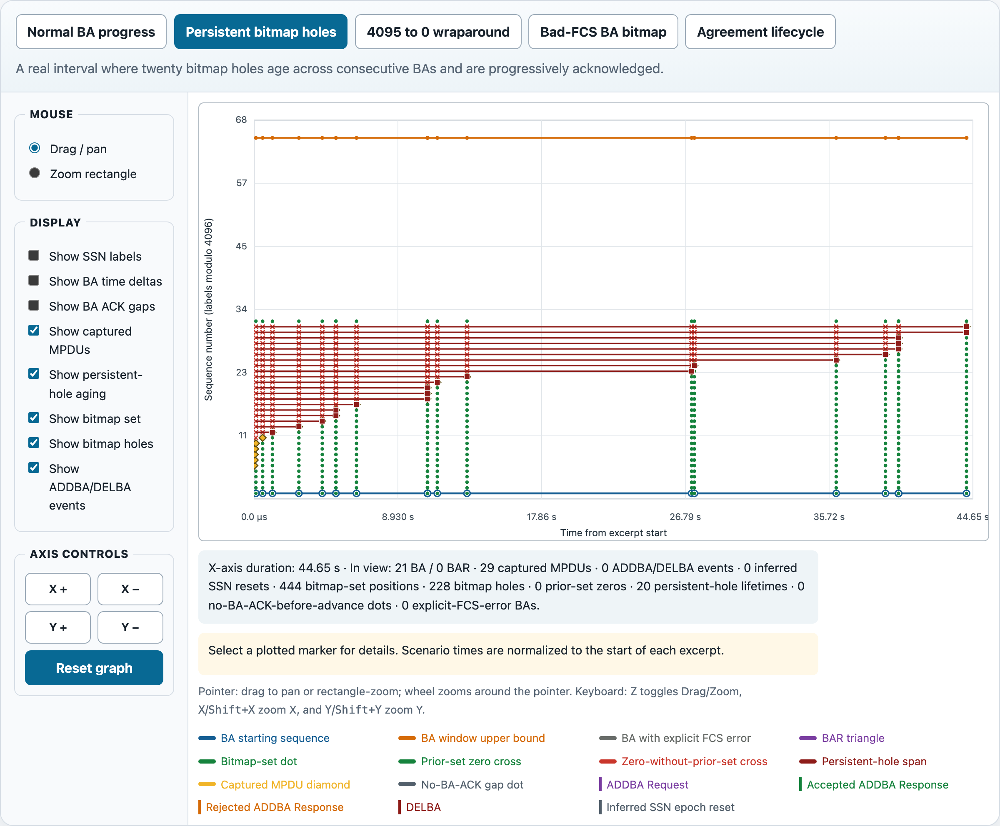 Normal BA progress
Persistent bitmap holes
4095 to 0 wraparound
Bad-FCS BA bitmap
Agreement lifecycle
A real interval where twenty bitmap holes age across consecutive BAs and are progressively acknowledged.
MOUSE
Drag / pan
Zoom rectangle
DISPLAY
Show SSN labels
Show BA time deltas
Show BA ACK gaps
Show captured
MPDUs
Show persistent-
hole aging
Show bitmap set
Show bitmap holes
Show
ADDBA/DELBA
events
AXIS CONTROLS
X +
X −
Y +
Y −
Reset graph
Sequence number (labels modulo 4096)
68
57
45
34
23
11
0.0 µs
8.930 s
17.86 s
26.79 s
35.72 s
44.65 s
Time from excerpt start
X-axis duration: 44.65 s · In view: 21 BA / 0 BAR · 29 captured MPDUs · 0 ADDBA/DELBA events · 0 inferred
SSN resets · 444 bitmap-set positions · 228 bitmap holes · 0 prior-set zeros · 20 persistent-hole lifetimes · 0
no-BA-ACK-before-advance dots · 0 explicit-FCS-error BAs.
Select a plotted marker for details. Scenario times are normalized to the start of each excerpt.
Pointer: drag to pan or rectangle-zoom; wheel zooms around the pointer. Keyboard: Z toggles Drag/Zoom,
X/Shift+X zoom X, and Y/Shift+Y zoom Y.
BA starting sequence
BA window upper bound
BA with explicit FCS error
BAR triangle
Bitmap-set dot
Prior-set zero cross
Zero-without-prior-set cross
Persistent-hole span
Captured MPDU diamond
No-BA-ACK gap dot
ADDBA Request
Accepted ADDBA Response
Rejected ADDBA Response
DELBA
Inferred SSN epoch reset